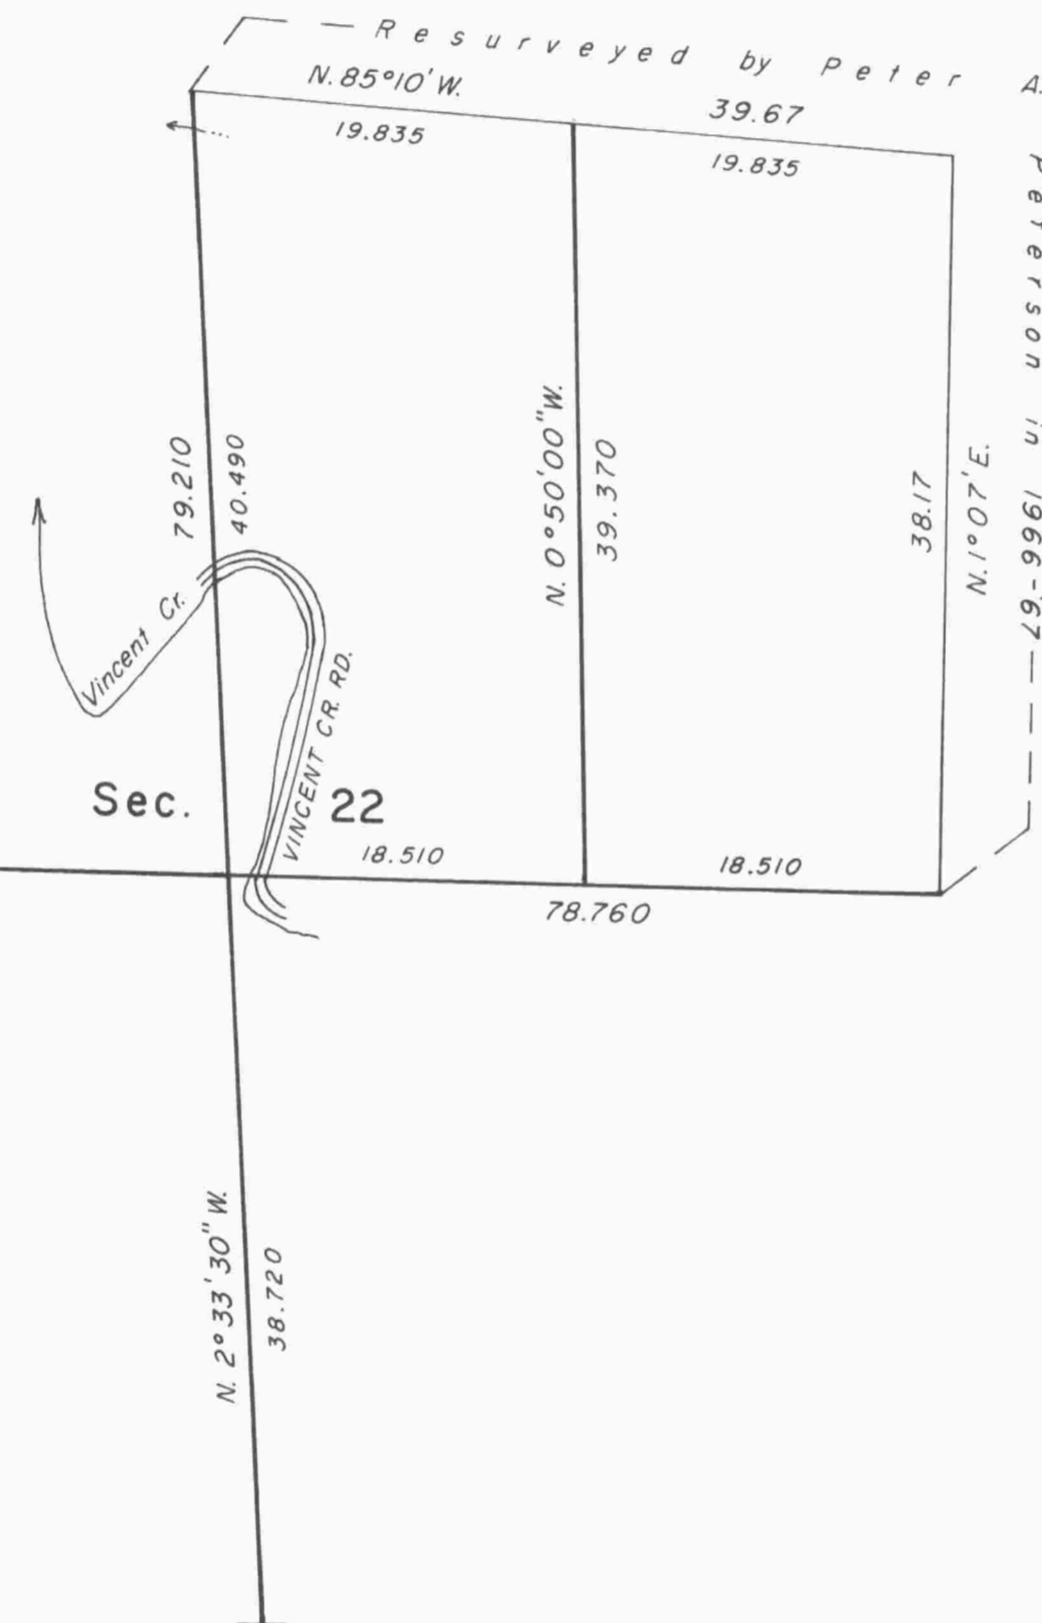 Resurveyed by Peter A. Peterson in 1966-'67
N. 85°10' W.
39.67
19.835
19.835
79.210
40.490
N. 0°50'00" W.
39.370
38.17
N. 1°07' E.
Vincent Cr.
VINCENT CR. RD.
Sec. 22
18.510
18.510
78.760
N. 2°33'30" W.
38.720